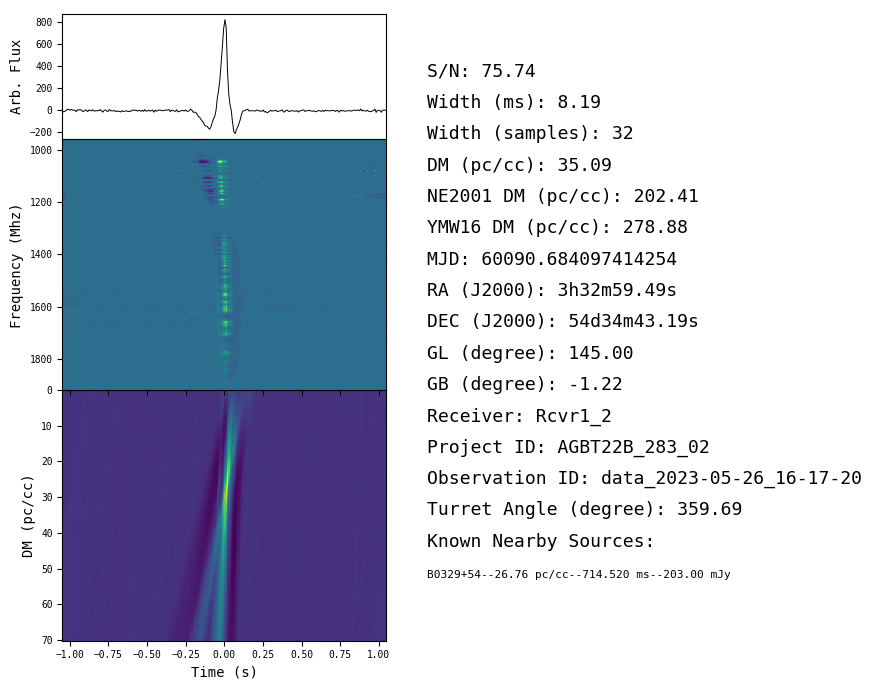 800
600
400
200
0
−200
Arb. Flux
1000
1200
1400
1600
1800
Frequency (Mhz)
0
10
20
30
40
50
60
70
DM (pc/cc)
−1.00 −0.75 −0.50 −0.25 0.00 0.25 0.50 0.75 1.00
Time (s)
S/N: 75.74
Width (ms): 8.19
Width (samples): 32
DM (pc/cc): 35.09
NE2001 DM (pc/cc): 202.41
YMW16 DM (pc/cc): 278.88
MJD: 60090.684097414254
RA (J2000): 3h32m59.49s
DEC (J2000): 54d34m43.19s
GL (degree): 145.00
GB (degree): -1.22
Receiver: Rcvr1_2
Project ID: AGBT22B_283_02
Observation ID: data_2023-05-26_16-17-20
Turret Angle (degree): 359.69
Known Nearby Sources:
B0329+54--26.76 pc/cc--714.520 ms--203.00 mJy